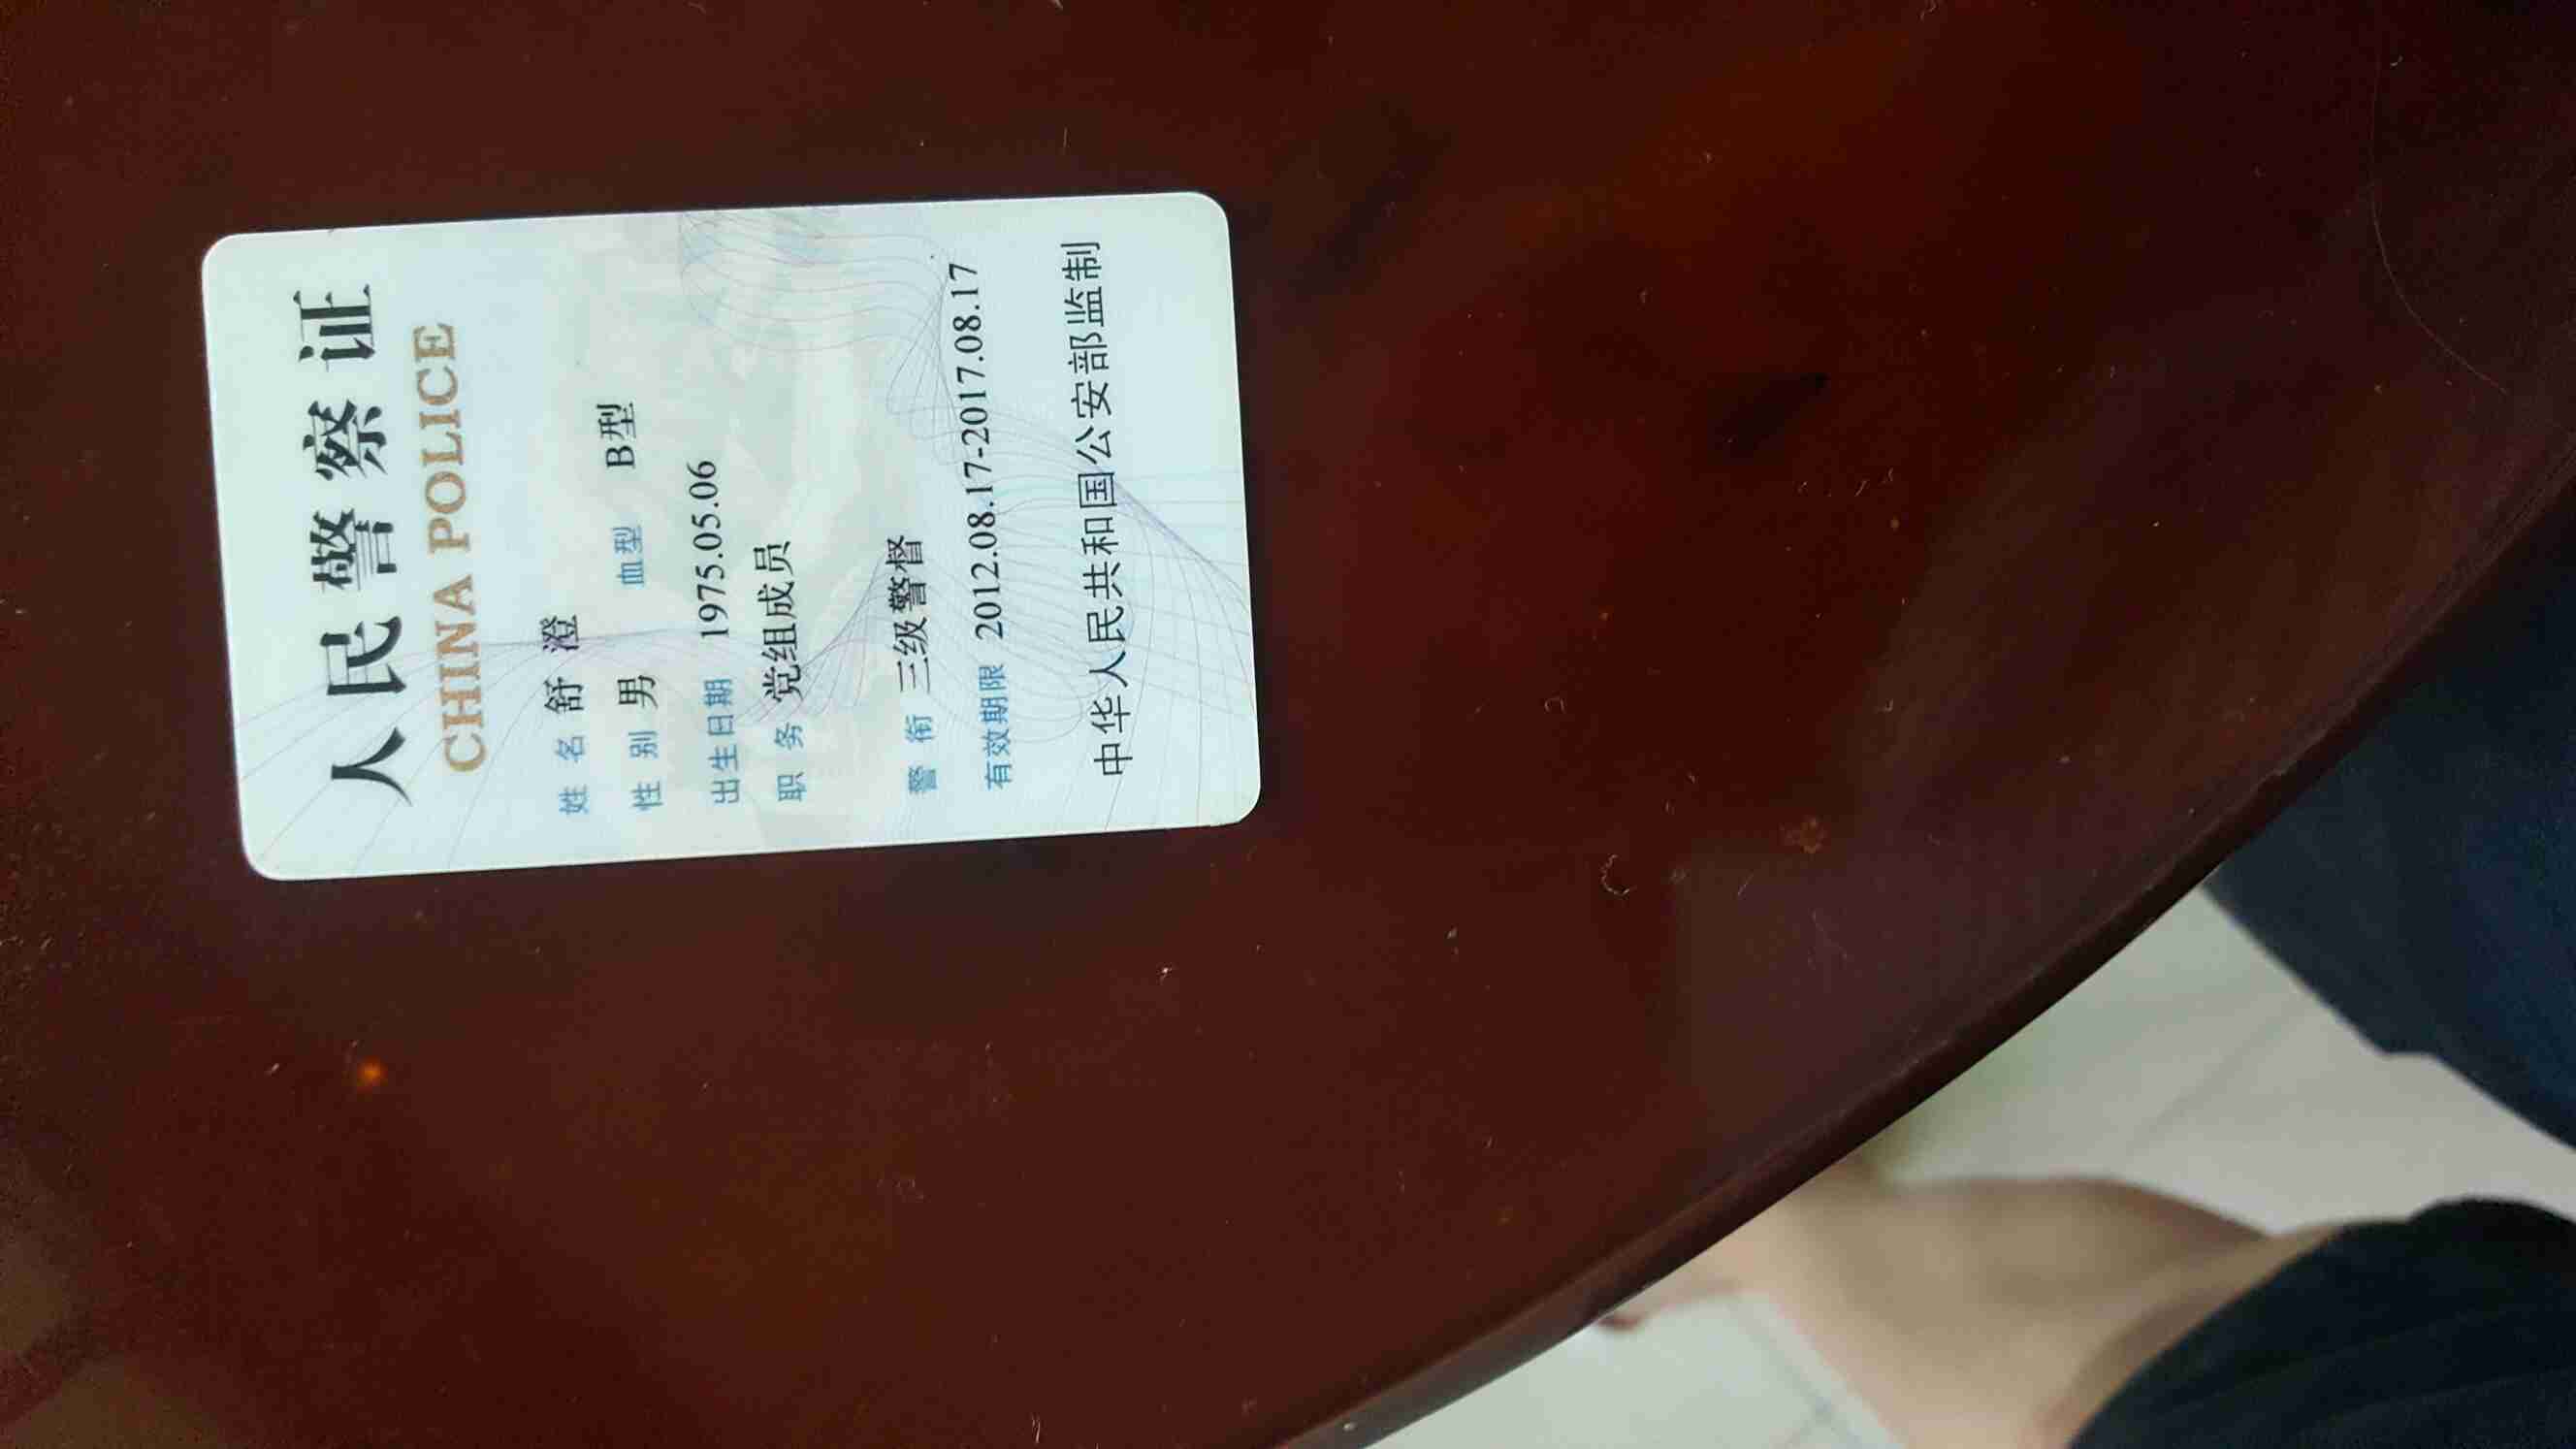 人民警察证
CHINA POLICE
姓名 舒澄
性别 男 血型 B型
出生日期 1975.05.06
职务 党组成员
警衔 三级警督
有效期限 2012.08.17-2017.08.17
中华人民共和国公安部监制